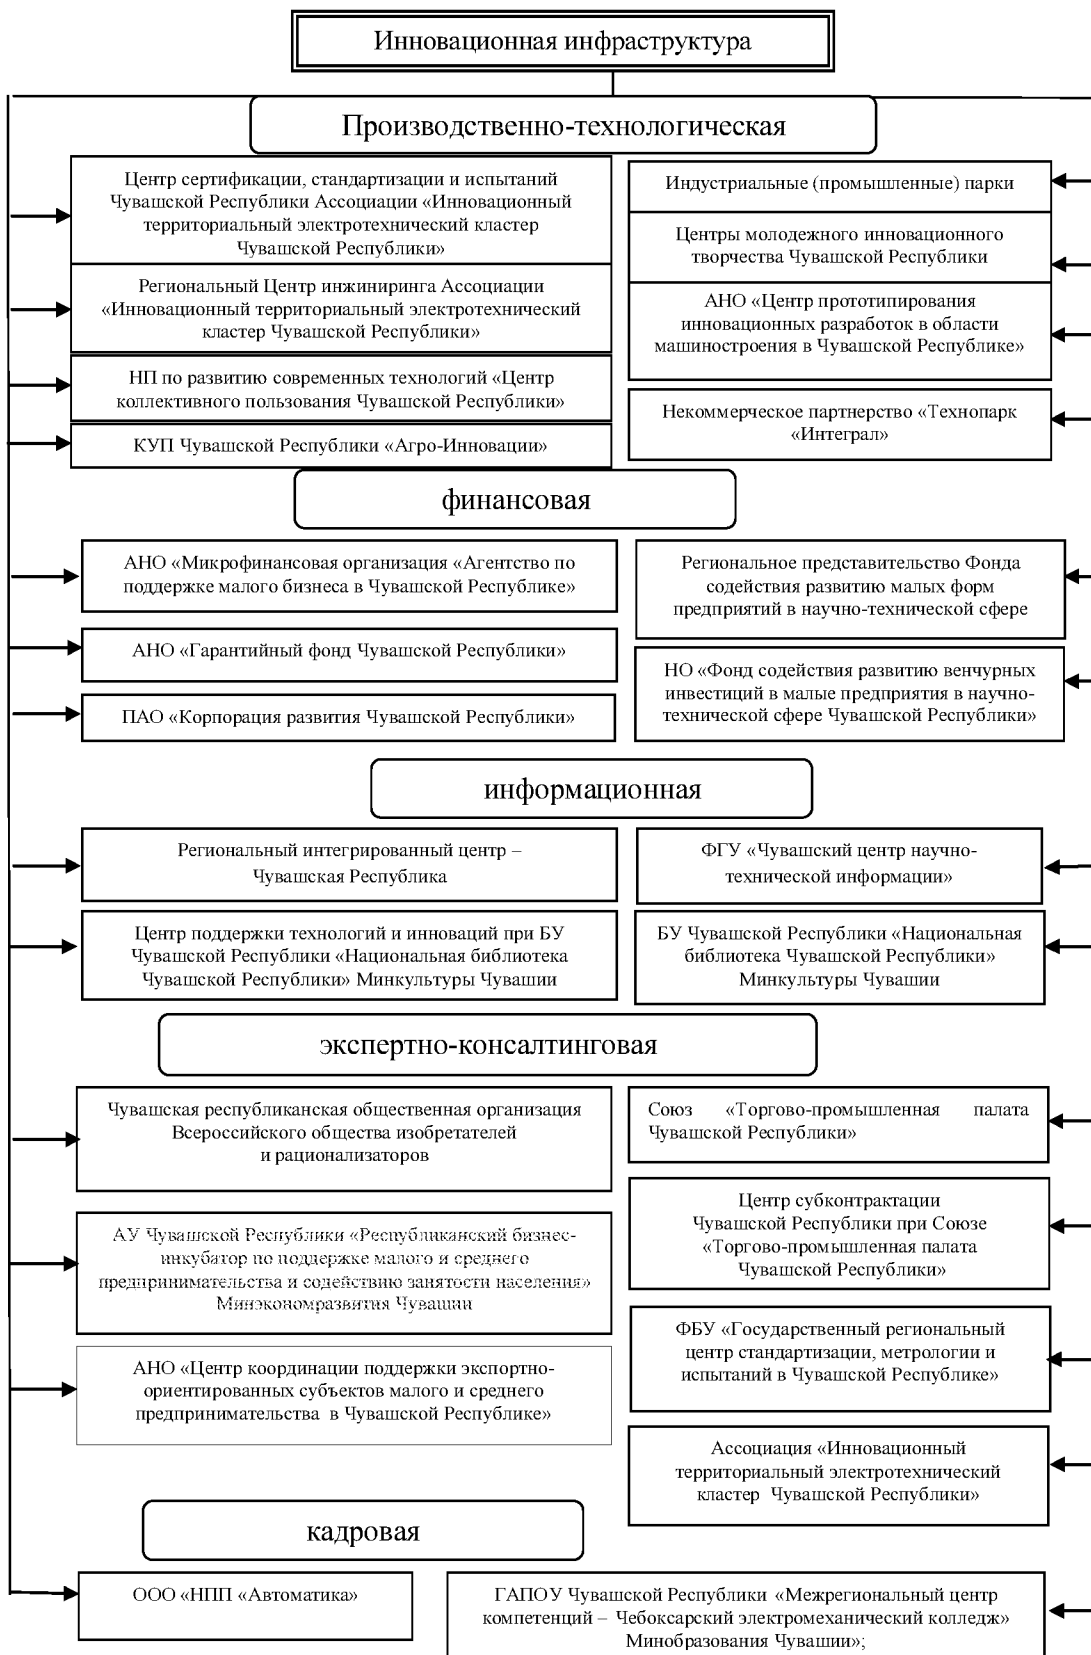 Инновационная инфраструктура
Производственно-технологическая
Центр сертификации, стандартизации и испытаний
Чувашской Республики Ассоциации «Инновационный
территориальный электротехнический кластер
Чувашской Республики»
Региональный Центр инжиниринга Ассоциации
«Инновационный территориальный электротехнический
кластер Чувашской Республики»
НП по развитию современных технологий «Центр
коллективного пользования Чувашской Республики»
КУП Чувашской Республики «Агро-Инновации»
Индустриальные (промышленные) парки
Центры молодежного инновационного
творчества Чувашской Республики
АНО «Центр прототипирования
инновационных разработок в области
машиностроения в Чувашской Республике»
Некоммерческое партнерство «Технопарк
«Интеграл»
финансовая
АНО «Микрофинансовая организация «Агентство по
поддержке малого бизнеса в Чувашской Республике»
АНО «Гарантийный фонд Чувашской Республики»
ПАО «Корпорация развития Чувашской Республики»
Региональное представительство Фонда
содействия развитию малых форм
предприятий в научно-технической сфере
НО «Фонд содействия развитию венчурных
инвестиций в малые предприятия в научно-
технической сфере Чувашской Республики»
информационная
Региональный интегрированный центр –
Чувашская Республика
Центр поддержки технологий и инноваций при БУ
Чувашской Республики «Национальная библиотека
Чувашской Республики» Минкультуры Чувашии
ФГУ «Чувашский центр научно-
технической информации»
БУ Чувашской Республики «Национальная
библиотека Чувашской Республики»
Минкультуры Чувашии
экспертно-консалтинговая
Чувашская республиканская общественная организация
Всероссийского общества изобретателей
и рационализаторов
АУ Чувашской Республики «Республиканский бизнес-
инкубатор по поддержке малого и среднего
предпринимательства и содействию занятости населения»
Минэкономразвития Чувашии
АНО «Центр координации поддержки экспортно-
ориентированных субъектов малого и среднего
предпринимательства в Чувашской Республике»
Союз «Торгово-промышленная палата
Чувашской Республики»
Центр субконтрактации
Чувашской Республики при Союзе
«Торгово-промышленная палата
Чувашской Республики»
ФБУ «Государственный региональный
центр стандартизации, метрологии и
испытаний в Чувашской Республике»
Ассоциация «Инновационный
территориальный электротехнический
кластер Чувашской Республики»
кадровая
ООО «НПП «Автоматика»
ГАПОУ Чувашской Республики «Межрегиональный центр
компетенций – Чебоксарский электромеханический колледж»
Минобразования Чувашии»;